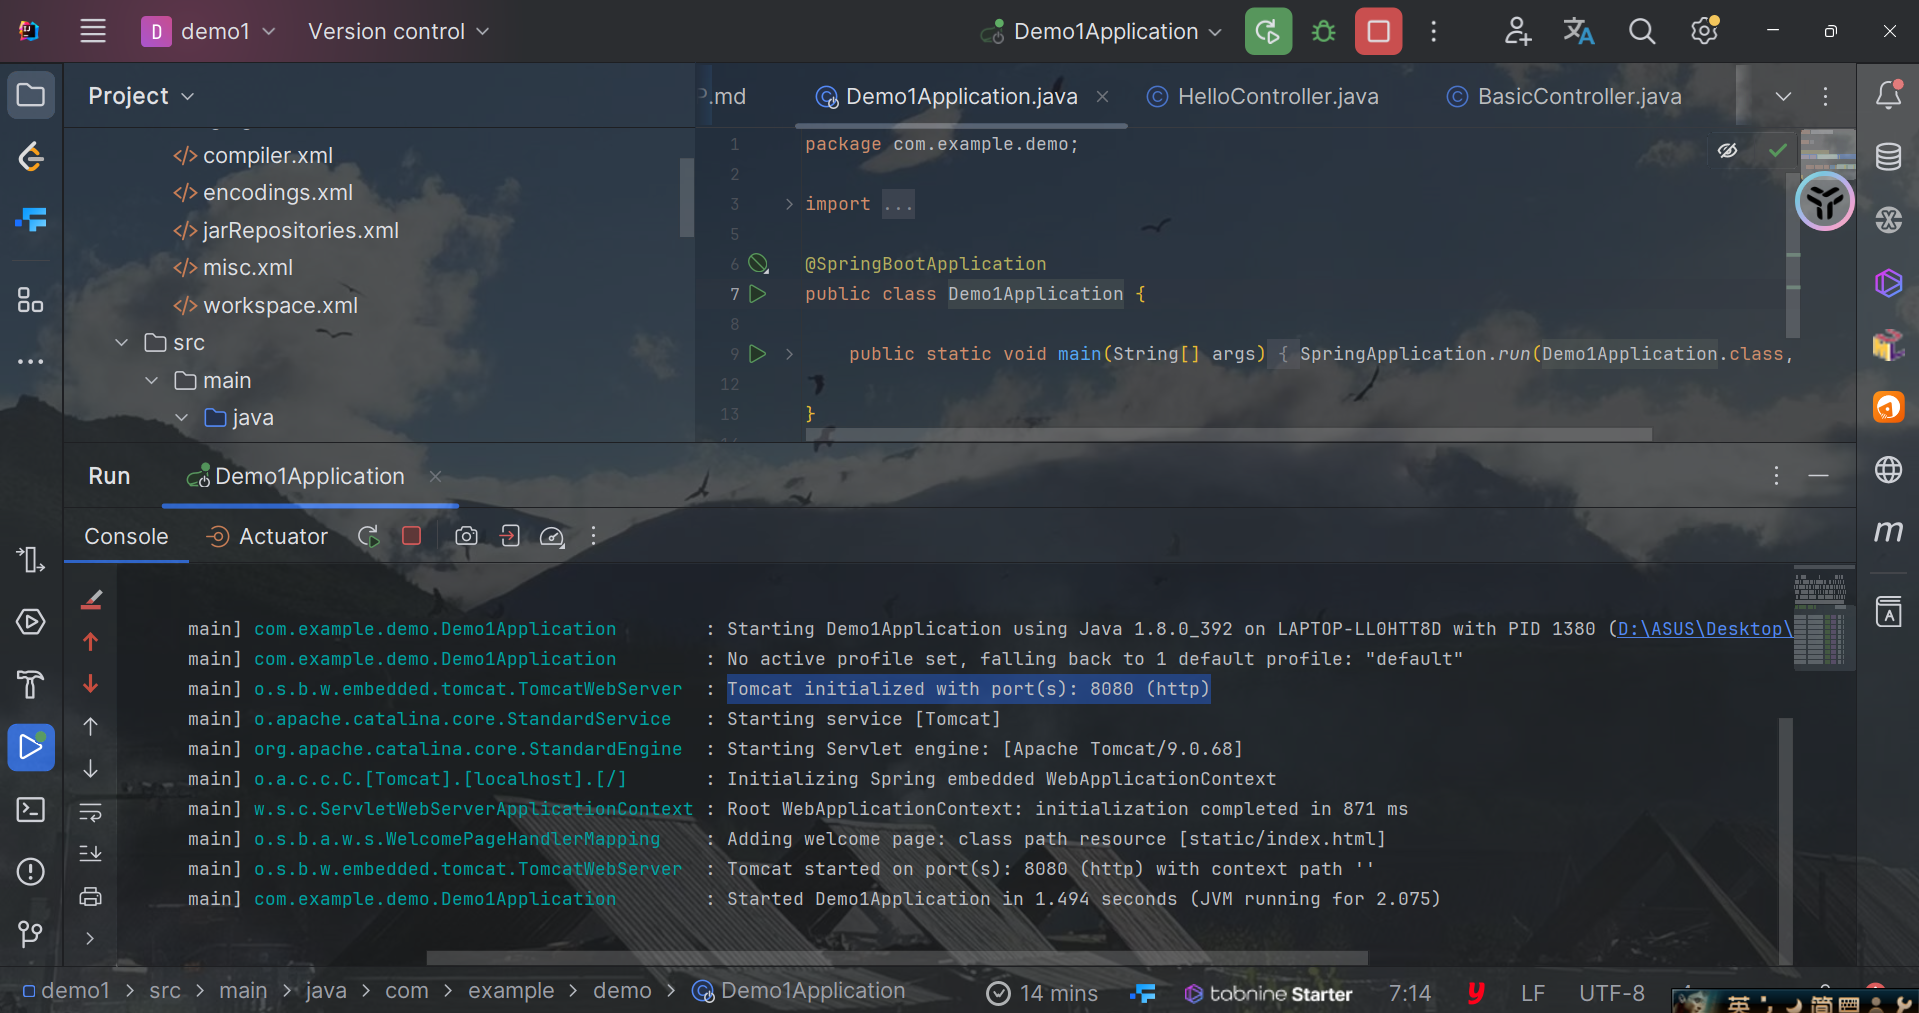 D demo1 Version control Demo1Application
Project
compiler.xml
encodings.xml
jarRepositories.xml
misc.xml
workspace.xml
src
main
java
.md Demo1Application.java HelloController.java BasicController.java
1 package com.example.demo;
2
3 import ...
5
6 @SpringBootApplication
7 public class Demo1Application {
8
9 public static void main(String[] args) { SpringApplication.run(Demo1Application.class,
12
13 }
Run Demo1Application
Console Actuator
main] com.example.demo.Demo1Application : Starting Demo1Application using Java 1.8.0_392 on LAPTOP-LL0HTT8D with PID 1380 (D:\ASUS\Desktop\
main] com.example.demo.Demo1Application : No active profile set, falling back to 1 default profile: "default"
main] o.s.b.w.embedded.tomcat.TomcatWebServer : Tomcat initialized with port(s): 8080 (http)
main] o.apache.catalina.core.StandardService : Starting service [Tomcat]
main] org.apache.catalina.core.StandardEngine : Starting Servlet engine: [Apache Tomcat/9.0.68]
main] o.a.c.c.C.[Tomcat].[localhost].[/] : Initializing Spring embedded WebApplicationContext
main] w.s.c.ServletWebServerApplicationContext : Root WebApplicationContext: initialization completed in 871 ms
main] o.s.b.a.w.s.WelcomePageHandlerMapping : Adding welcome page: class path resource [static/index.html]
main] o.s.b.w.embedded.tomcat.TomcatWebServer : Tomcat started on port(s): 8080 (http) with context path ''
main] com.example.demo.Demo1Application : Started Demo1Application in 1.494 seconds (JVM running for 2.075)
demo1 > src > main > java > com > example > demo > Demo1Application 14 mins tabnine Starter 7:14 LF UTF-8
英 简